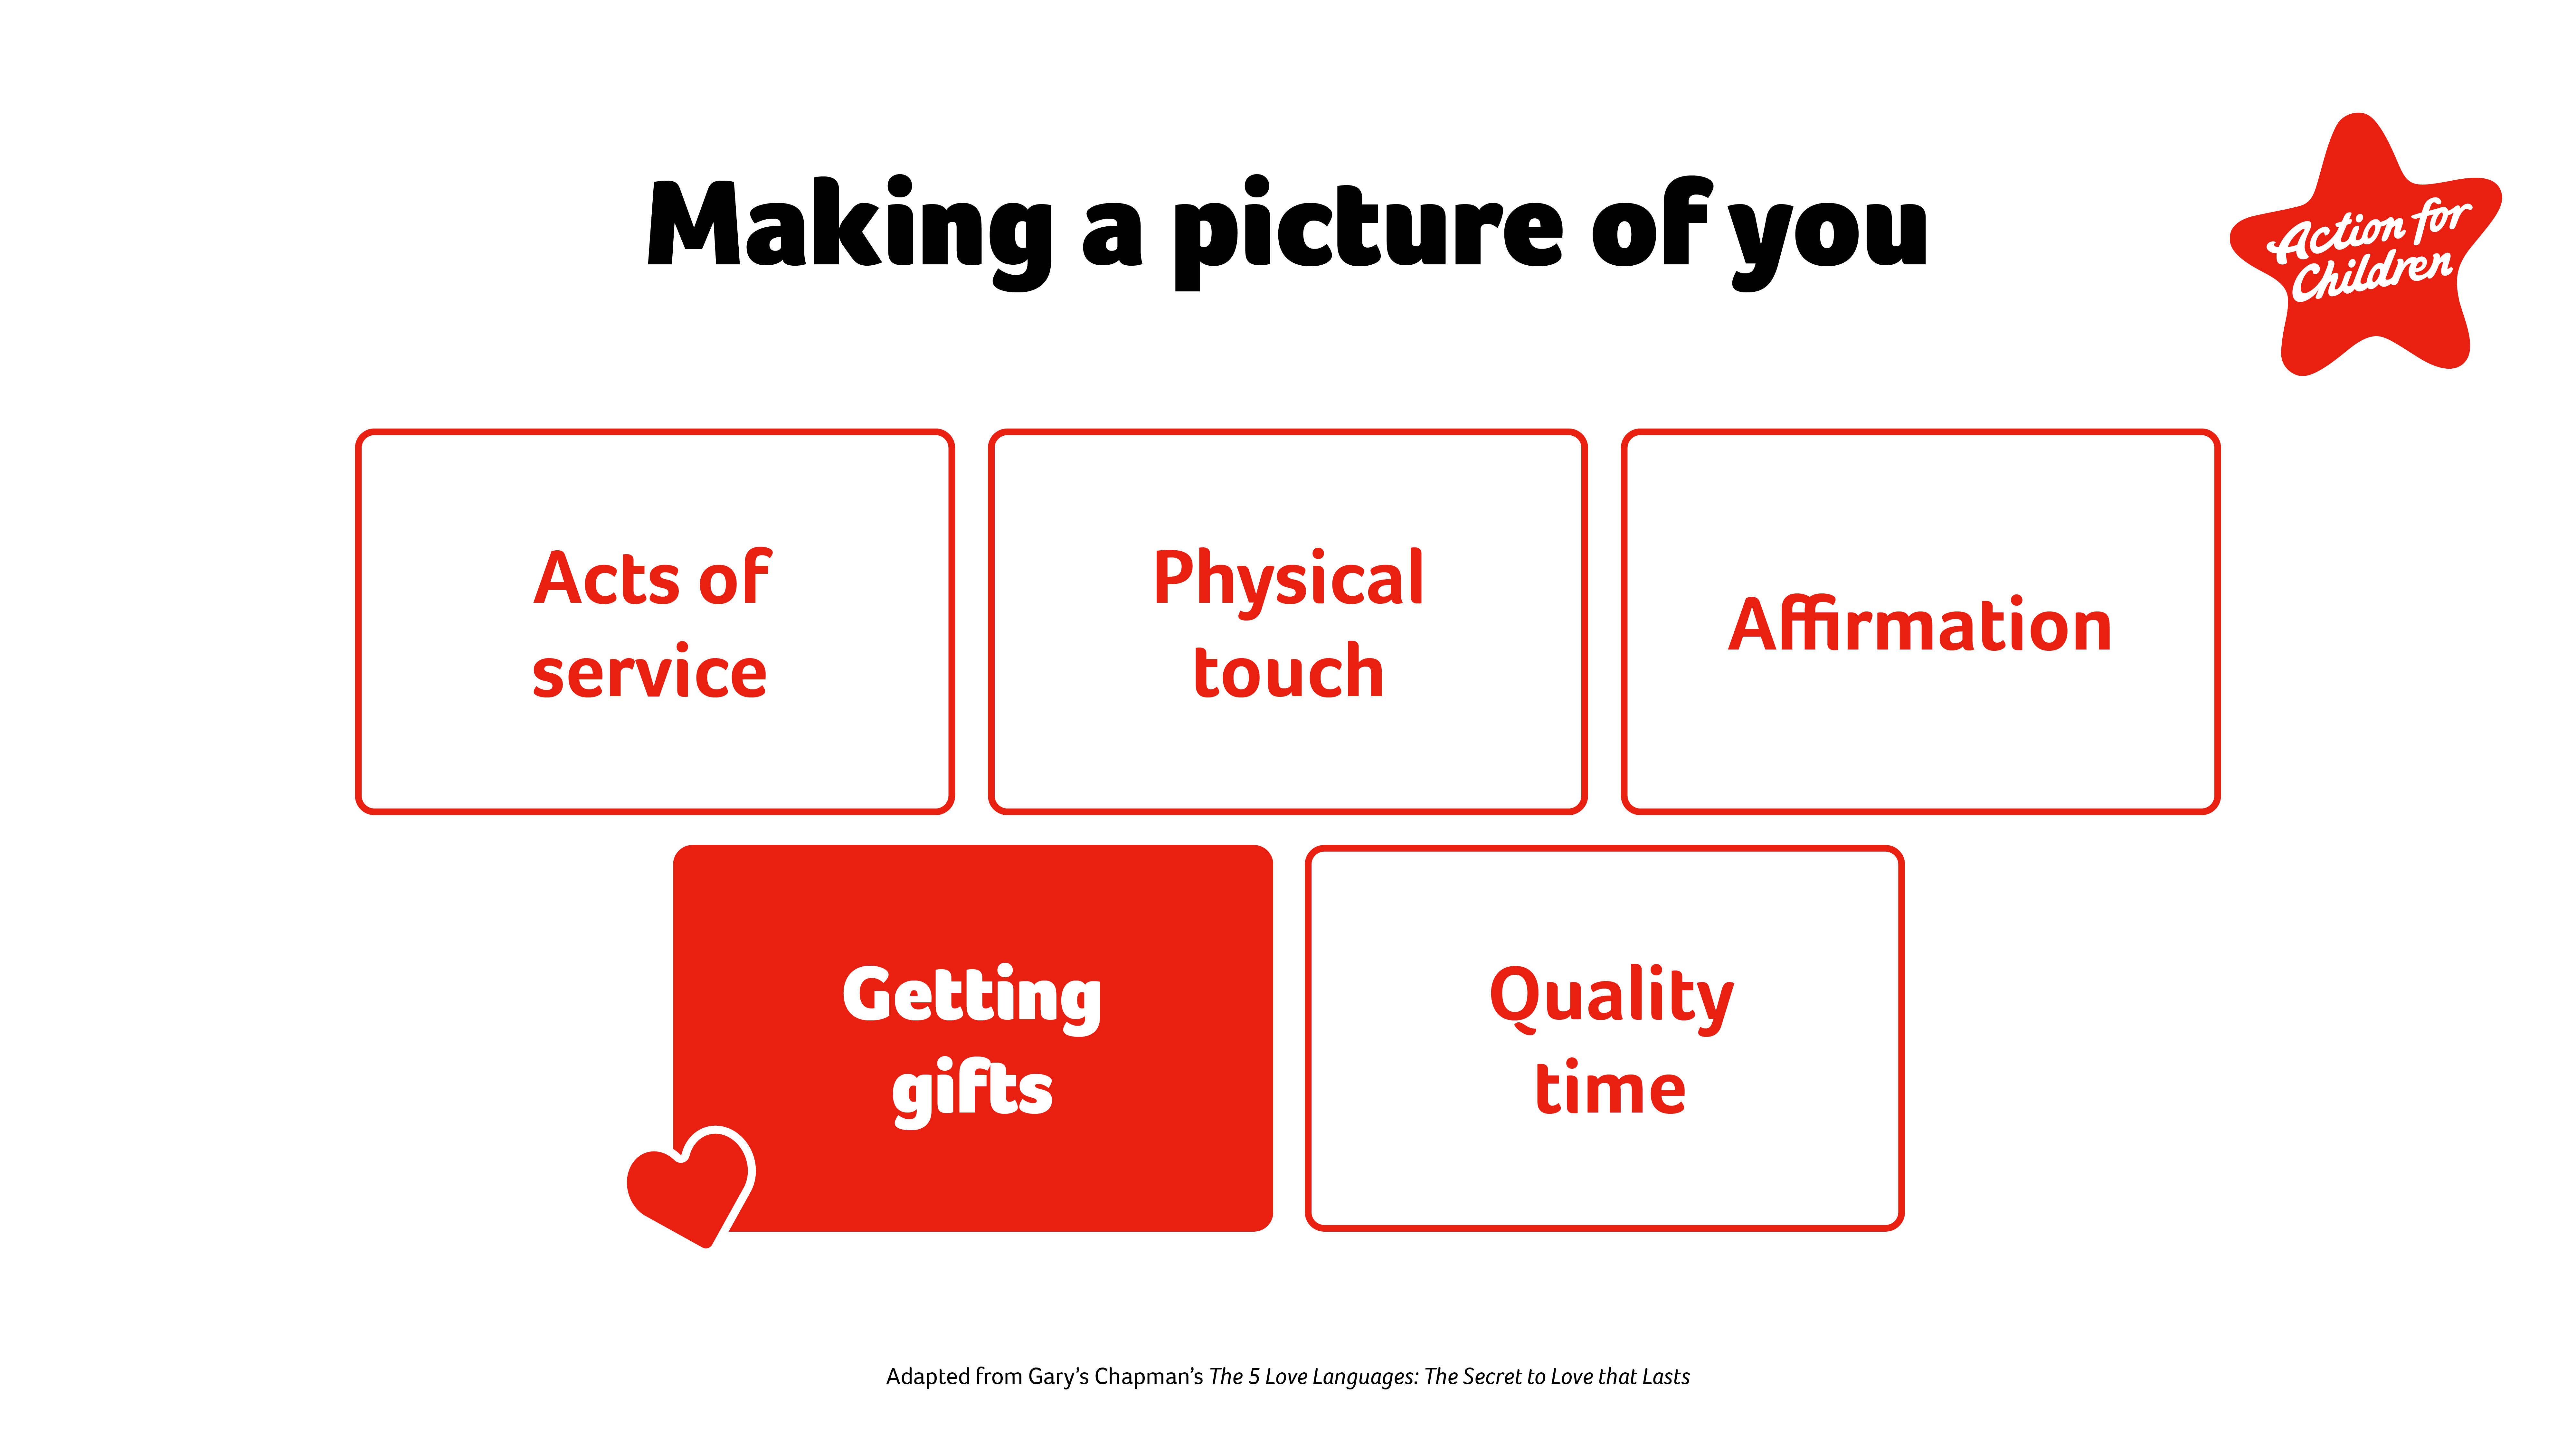 Making a picture of you
Action for
Children
Acts of
service
Physical
touch
Affirmation
Getting
gifts
Quality
time
Adapted from Gary’s Chapman’s The 5 Love Languages: The Secret to Love that Lasts